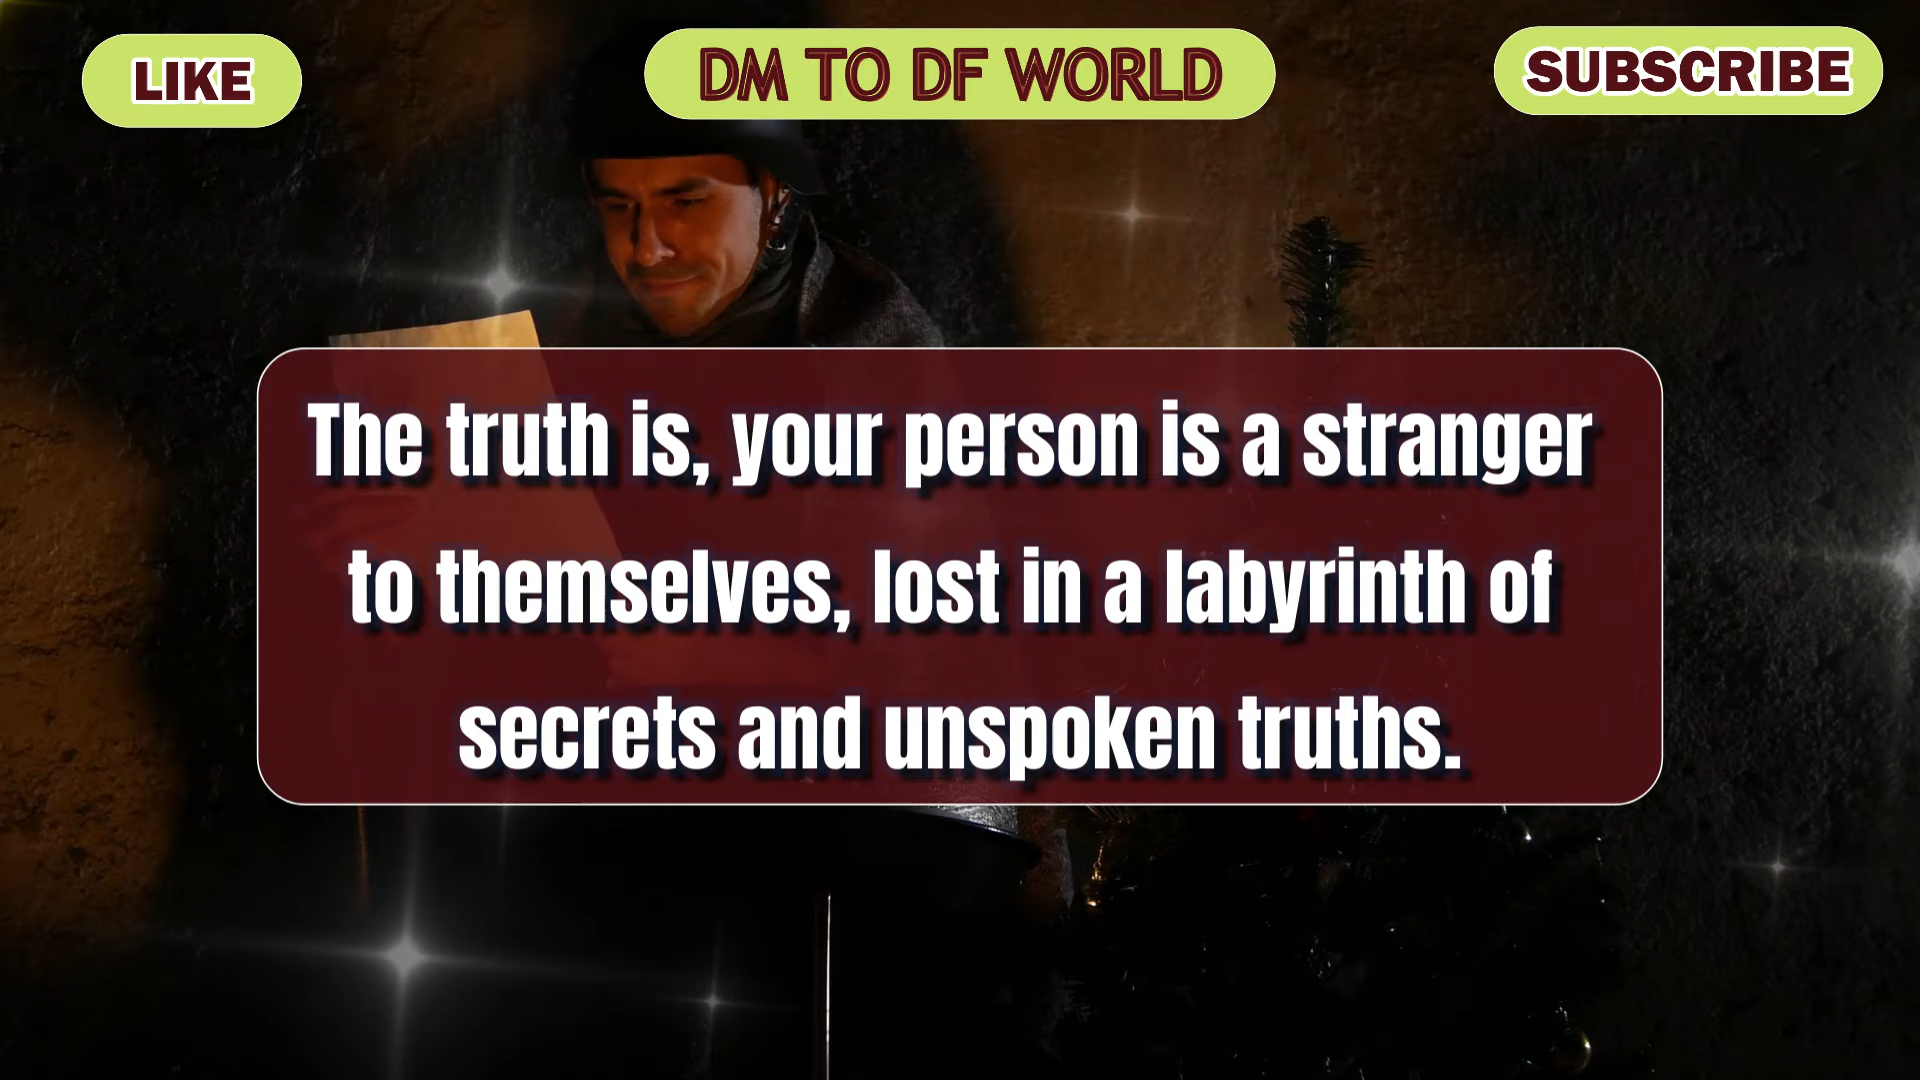 LIKE
DM TO DF WORLD
SUBSCRIBE
The truth is, your person is a stranger
to themselves, lost in a labyrinth of
secrets and unspoken truths.